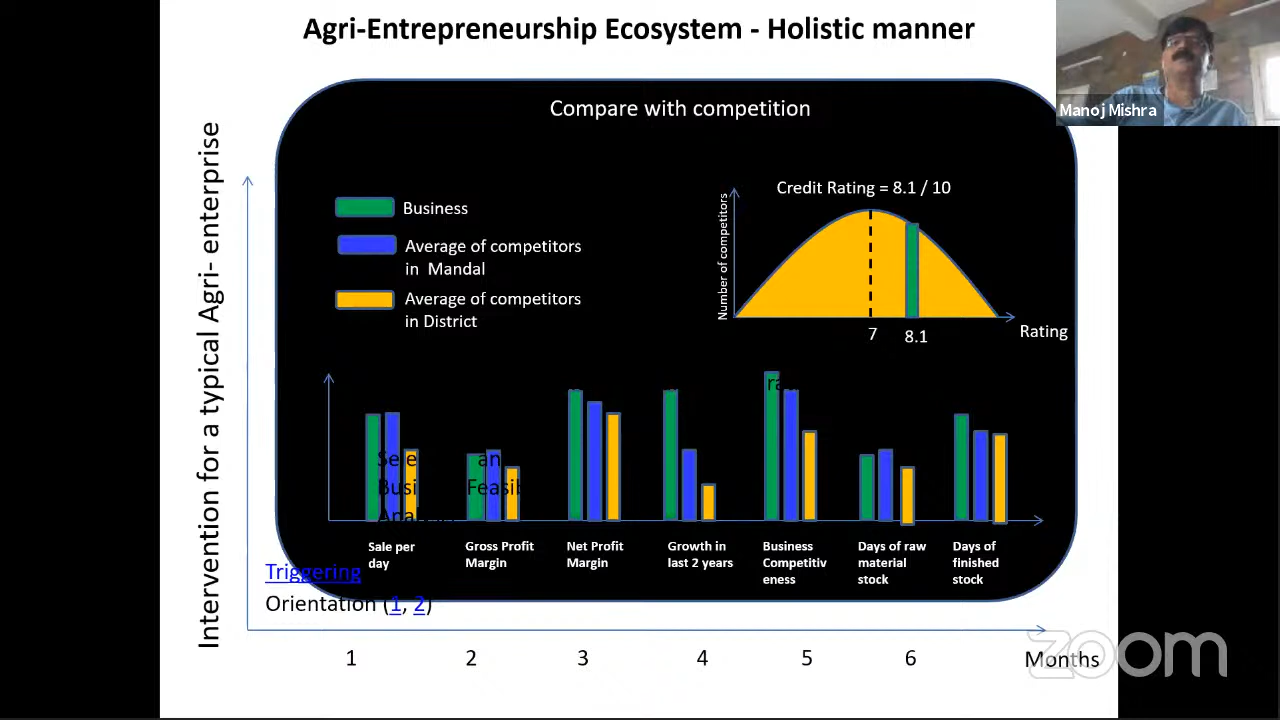 Agri-Entrepreneurship Ecosystem - Holistic manner
Manoj Mishra
Compare with competition
Intervention for a typical Agri- enterprise
Business
Average of competitors
in Mandal
Average of competitors
in District
Credit Rating = 8.1 / 10
Number of competitors
7
8.1
Rating
Sale per
day
Gross Profit
Margin
Net Profit
Margin
Growth in
last 2 years
Business
Competitiv
eness
Days of raw
material
stock
Days of
finished
stock
Triggering
Orientation (1, 2)
1 2 3 4 5 6 Months
zoom